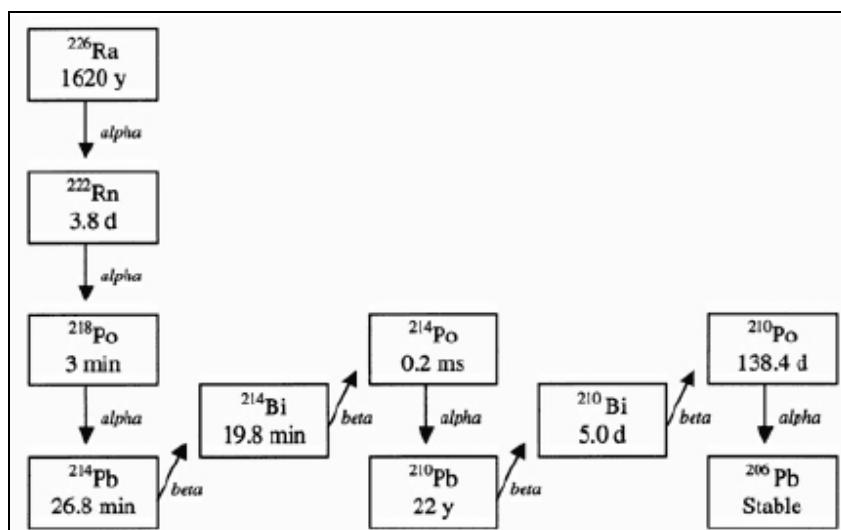 ²²⁶Ra
1620 y
alpha
²²²Rn
3.8 d
alpha
²¹⁸Po
3 min
alpha
²¹⁴Pb
26.8 min
beta
²¹⁴Bi
19.8 min
beta
²¹⁴Po
0.2 ms
alpha
²¹⁰Pb
22 y
beta
²¹⁰Bi
5.0 d
beta
²¹⁰Po
138.4 d
alpha
²⁰⁶Pb
Stable